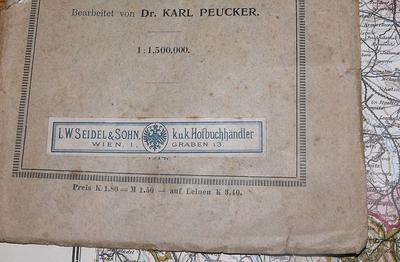 Bearbeitet von Dr. KARL PEUCKER.
1:1,500.000.
L.W. SEIDEL & SOHN, k.u.k. Hofbuchhändler
WIEN, I., GRABEN 13.
Preis K 1.80 = M 1.50 — auf Leinen K 3.40.